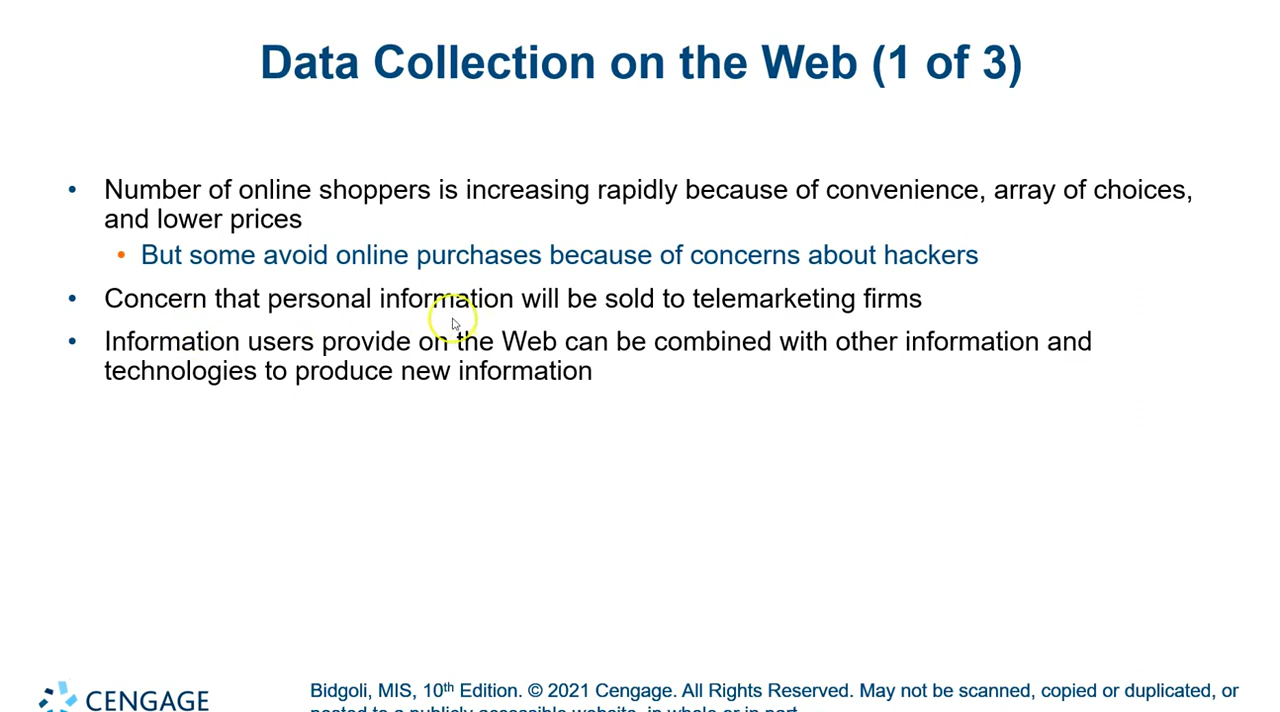 Data Collection on the Web (1 of 3)
• Number of online shoppers is increasing rapidly because of convenience, array of choices,
and lower prices
• But some avoid online purchases because of concerns about hackers
• Concern that personal information will be sold to telemarketing firms
• Information users provide on the Web can be combined with other information and
technologies to produce new information
CENGAGE
Bidgoli, MIS, 10th Edition. © 2021 Cengage. All Rights Reserved. May not be scanned, copied or duplicated, or
posted to a publicly accessible website, in whole or in part.